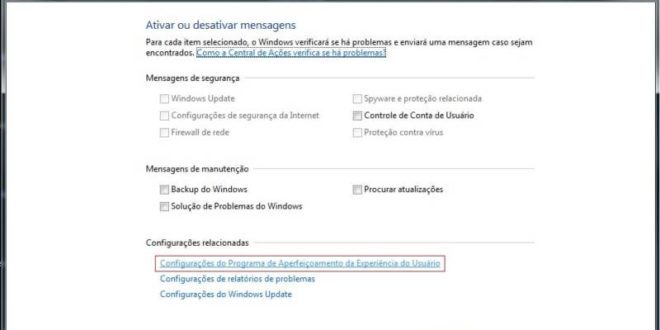 Ativar ou desativar mensagens
Para cada item selecionado, o Windows verificará se há problemas e enviará uma mensagem caso sejam
encontrados. Como a Central de Ações verifica se há problemas?
Mensagens de segurança
Windows Update
Spyware e proteção relacionada
Configurações de segurança da Internet
Controle de Conta de Usuário
Firewall de rede
Proteção contra vírus
Mensagens de manutenção
Backup do Windows
Procurar atualizações
Solução de Problemas do Windows
Configurações relacionadas
Configurações do Programa de Aperfeiçoamento da Experiência do Usuário
Configurações de relatórios de problemas
Configurações do Windows Update